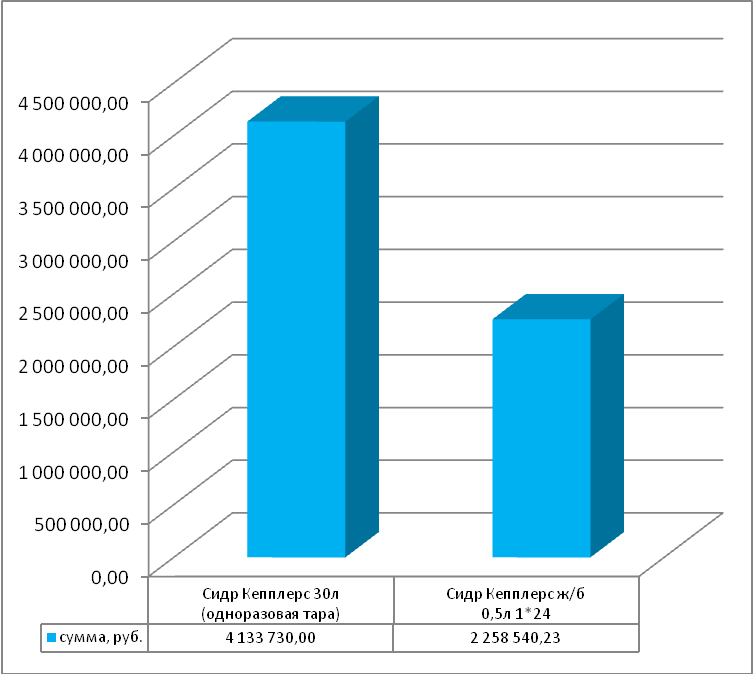 4 500 000,00
4 000 000,00
3 500 000,00
3 000 000,00
2 500 000,00
2 000 000,00
1 500 000,00
1 000 000,00
500 000,00
0,00
Сидр Кепплерс 30л
(одноразовая тара)
Сидр Кепплерс ж/б
0,5л 1*24
сумма, руб.
4 133 730,00
2 258 540,23